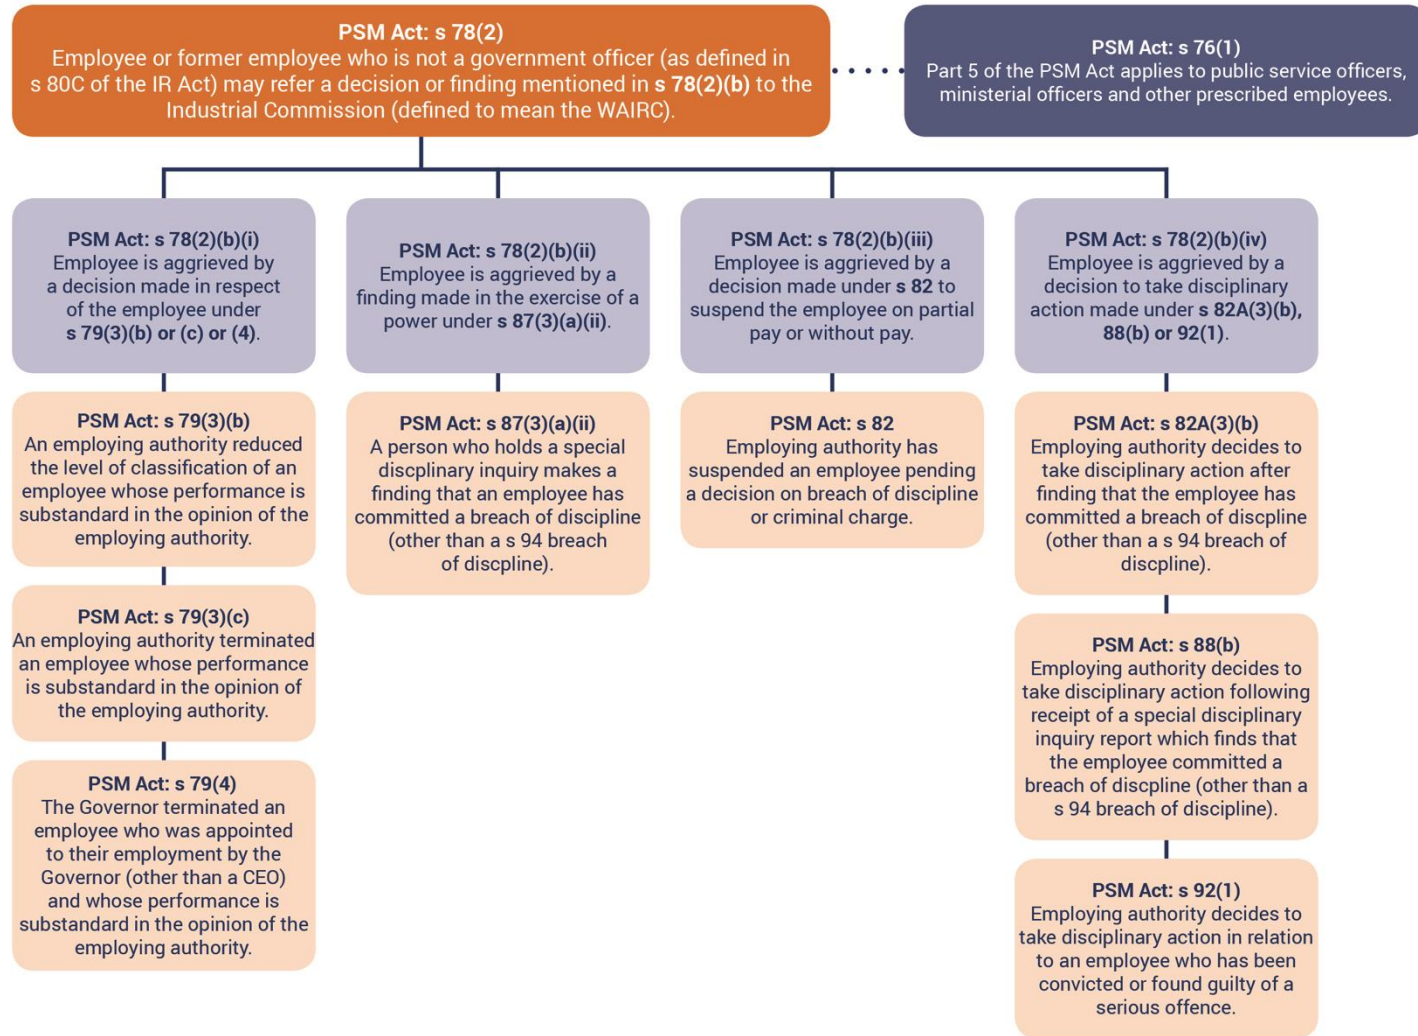 PSM Act: s 78(2)
Employee or former employee who is not a government officer (as defined in
s 80C of the IR Act) may refer a decision or finding mentioned in s 78(2)(b) to the
Industrial Commission (defined to mean the WAIRC).
PSM Act: s 76(1)
Part 5 of the PSM Act applies to public service officers,
ministerial officers and other prescribed employees.
PSM Act: s 78(2)(b)(i)
Employee is aggrieved by
a decision made in respect
of the employee under
s 79(3)(b) or (c) or (4).
PSM Act: s 79(3)(b)
An employing authority reduced
the level of classification of an
employee whose performance is
substandard in the opinion of the
employing authority.
PSM Act: s 79(3)(c)
An employing authority terminated
an employee whose performance
is substandard in the opinion of
the employing authority.
PSM Act: s 79(4)
The Governor terminated an
employee who was appointed
to their employment by the
Governor (other than a CEO)
and whose performance is
substandard in the opinion of the
employing authority.
PSM Act: s 78(2)(b)(ii)
Employee is aggrieved by a
finding made in the exercise of a
power under s 87(3)(a)(ii).
PSM Act: s 87(3)(a)(ii)
A person who holds a special
discplinary inquiry makes a
finding that an employee has
committed a breach of discipline
(other than a s 94 breach
of discpline).
PSM Act: s 78(2)(b)(iii)
Employee is aggrieved by a
decision made under s 82 to
suspend the employee on partial
pay or without pay.
PSM Act: s 82
Employing authority has
suspended an employee pending
a decision on breach of discipline
or criminal charge.
PSM Act: s 78(2)(b)(iv)
Employee is aggrieved by a
decision to take disciplinary
action made under s 82A(3)(b),
88(b) or 92(1).
PSM Act: s 82A(3)(b)
Employing authority decides to
take disciplinary action after
finding that the employee has
committed a breach of discpline
(other than a s 94 breach of
discpline).
PSM Act: s 88(b)
Employing authority decides to
take disciplinary action following
receipt of a special disciplinary
inquiry report which finds that
the employee committed a
breach of discpline (other than a
s 94 breach of discipline).
PSM Act: s 92(1)
Employing authority decides to
take disciplinary action in relation
to an employee who has been
convicted or found guilty of a
serious offence.